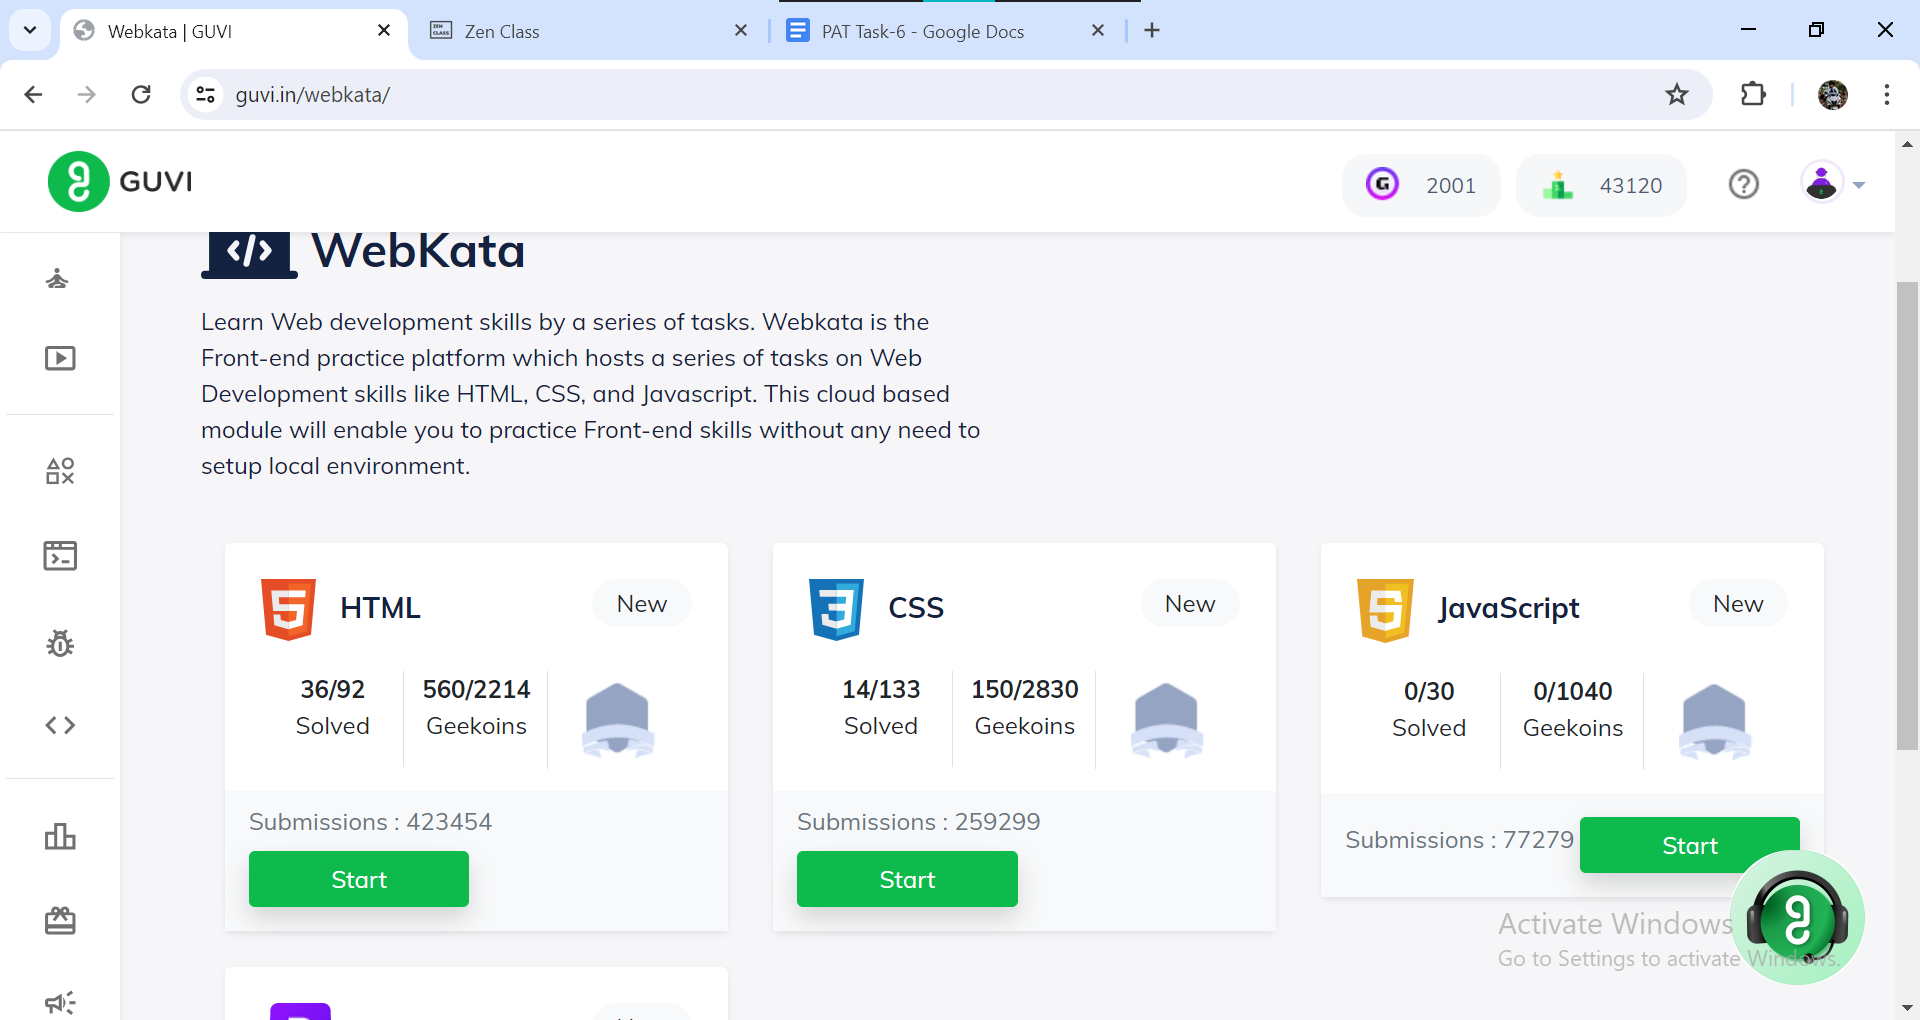 Webkata | GUVI
ZEN CLASS
Zen Class
PAT Task-6 - Google Docs
guvi.in/webkata/
GUVI
G
2001
43120
WebKata
Learn Web development skills by a series of tasks. Webkata is the
Front-end practice platform which hosts a series of tasks on Web
Development skills like HTML, CSS, and Javascript. This cloud based
module will enable you to practice Front-end skills without any need to
setup local environment.
HTML
New
36/92
Solved
560/2214
Geekoins
Submissions : 423454
Start
CSS
New
14/133
Solved
150/2830
Geekoins
Submissions : 259299
Start
JavaScript
New
0/30
Solved
0/1040
Geekoins
Submissions : 77279
Start
Activate Windows
Go to Settings to activate Windows.